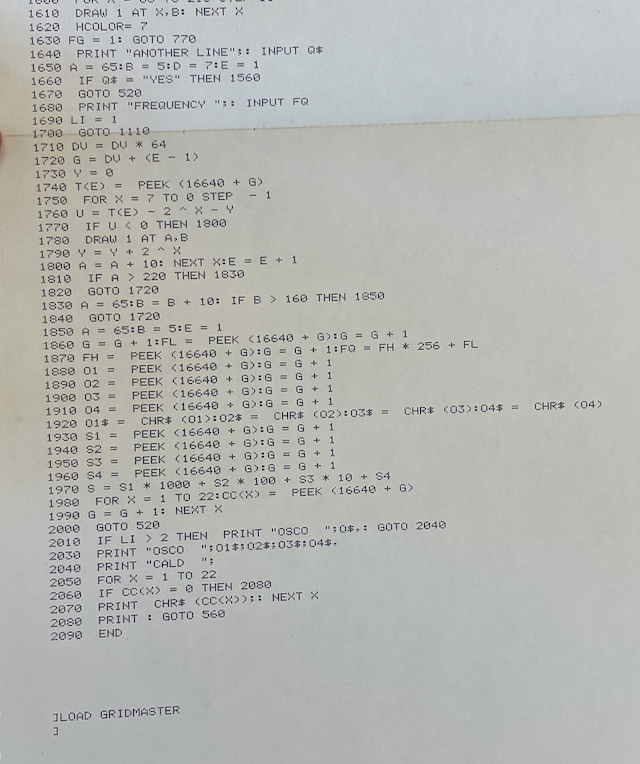 1610  DRAW 1 AT X,B: NEXT X
1620  HCOLOR= 7
1630 FG = 1: GOTO 770
1640  PRINT "ANOTHER LINE";: INPUT Q$
1650 A = 65:B = 5:D = 7:E = 1
1660  IF Q$ = "YES" THEN 1560
1670  GOTO 520
1680  PRINT "FREQUENCY ";: INPUT FQ
1690 LI = 1
1700  GOTO 1110
1710 DV = DV * 64
1720 G = DV + (E - 1)
1730 Y = 0
1740 T(E) =  PEEK (16640 + G)
1750  FOR X = 7 TO 0 STEP  - 1
1760 U = T(E) - 2 ^ X - Y
1770  IF U < 0 THEN 1800
1780  DRAW 1 AT A,B
1790 Y = Y + 2 ^ X
1800 A = A + 10: NEXT X:E = E + 1
1810  IF A > 220 THEN 1830
1820  GOTO 1720
1830 A = 65:B = B + 10: IF B > 160 THEN 1850
1840  GOTO 1720
1850 A = 65:B = 5:E = 1
1860 G = G + 1:FL =  PEEK (16640 + G):G = G + 1
1870 FH =  PEEK (16640 + G):G = G + 1:FQ = FH * 256 + FL
1880 O1 =  PEEK (16640 + G):G = G + 1
1890 O2 =  PEEK (16640 + G):G = G + 1
1900 O3 =  PEEK (16640 + G):G = G + 1
1910 O4 =  PEEK (16640 + G):G = G + 1
1920 O1$ =  CHR$ (O1):O2$ =  CHR$ (O2):O3$ =  CHR$ (O3):O4$ =  CHR$ (O4)
1930 S1 =  PEEK (16640 + G):G = G + 1
1940 S2 =  PEEK (16640 + G):G = G + 1
1950 S3 =  PEEK (16640 + G):G = G + 1
1960 S4 =  PEEK (16640 + G):G = G + 1
1970 S = S1 * 1000 + S2 * 100 + S3 * 10 + S4
1980  FOR X = 1 TO 22:CC(X) =  PEEK (16640 + G)
1990 G = G + 1: NEXT X
2000  GOTO 520
2010  IF LI > 2 THEN  PRINT "OSCO  ";O$,: GOTO 2040
2030  PRINT "OSCO  ";O1$;O2$;O3$;O4$,
2040  PRINT "CALD  ";
2050  FOR X = 1 TO 22
2060  IF CC(X) = 0 THEN 2080
2070  PRINT  CHR$ (CC(X));: NEXT X
2080  PRINT : GOTO 560
2090  END
]LOAD GRIDMASTER
]